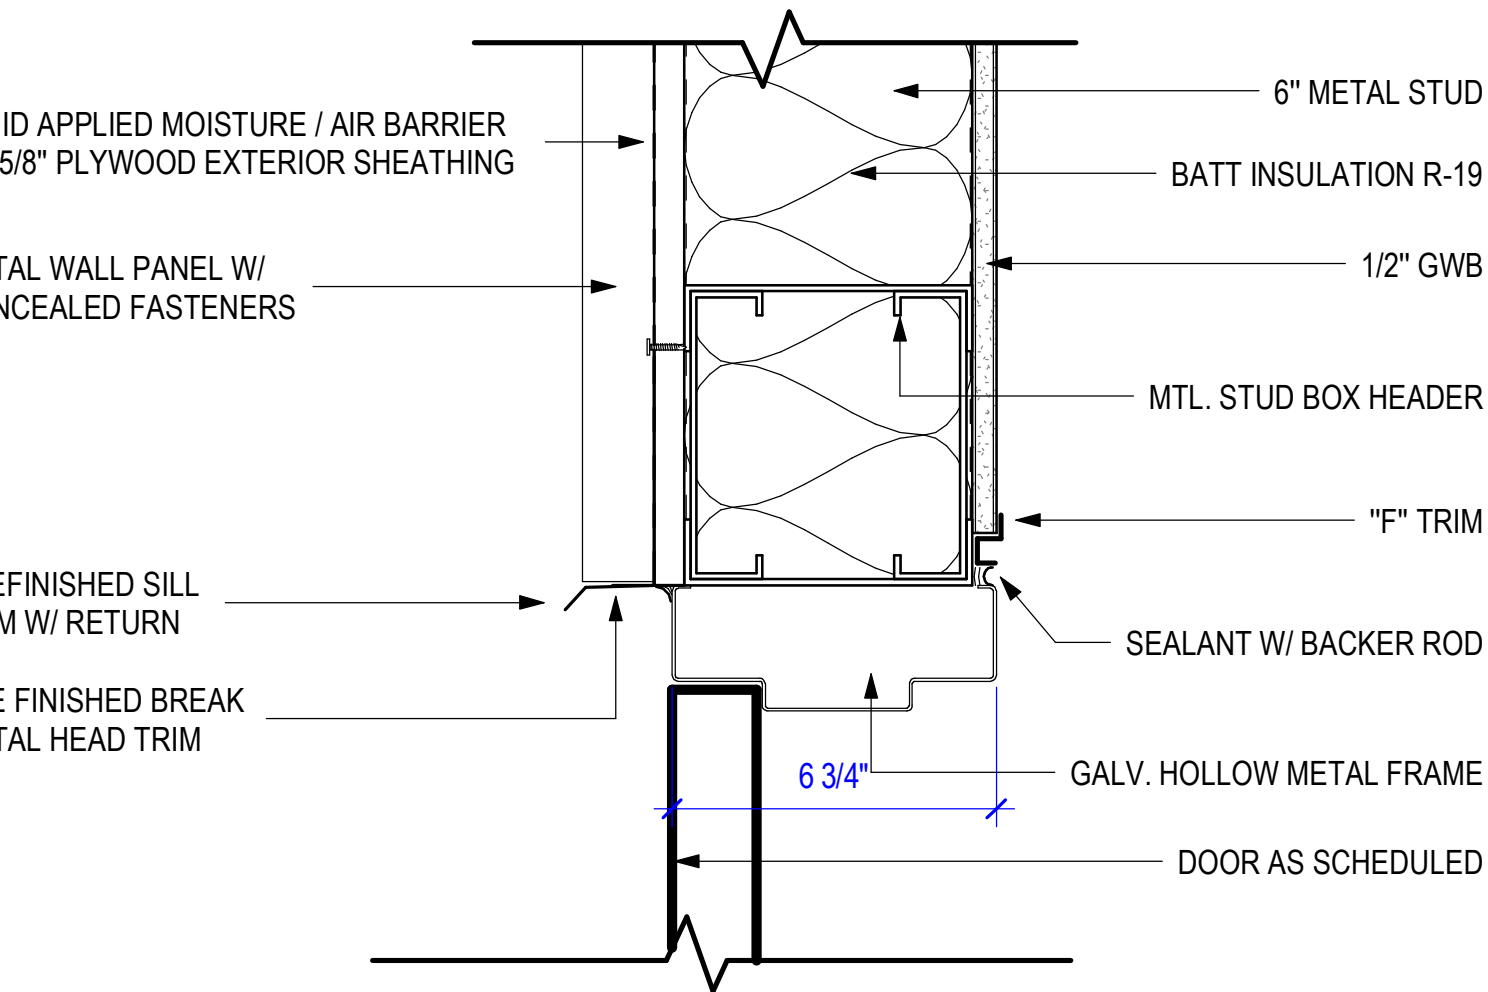 6" METAL STUD
ID APPLIED MOISTURE / AIR BARRIER
5/8" PLYWOOD EXTERIOR SHEATHING
BATT INSULATION R-19
TAL WALL PANEL W/
NCEALED FASTENERS
1/2" GWB
MTL. STUD BOX HEADER
"F" TRIM
EFINISHED SILL
M W/ RETURN
SEALANT W/ BACKER ROD
E FINISHED BREAK
TAL HEAD TRIM
6 3/4"
GALV. HOLLOW METAL FRAME
DOOR AS SCHEDULED